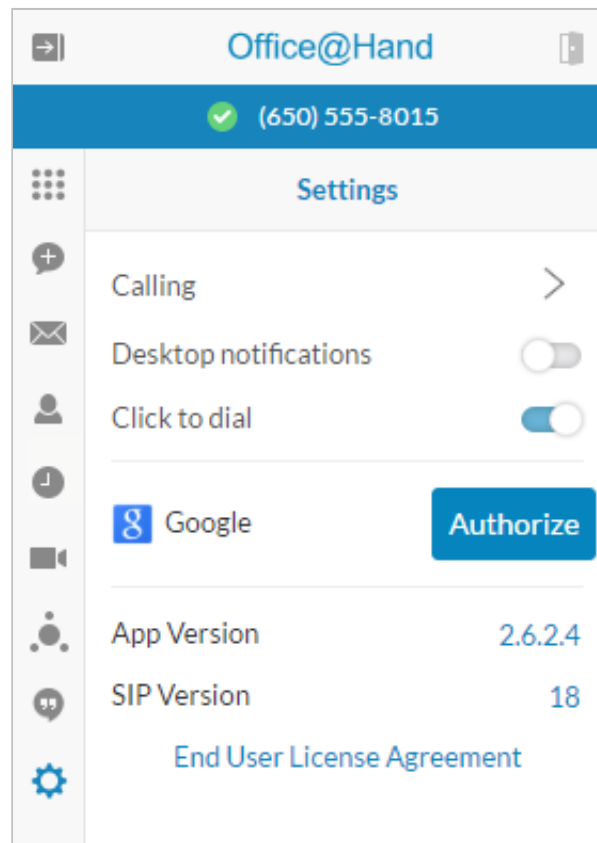 Office@Hand
(650) 555-8015
Settings
Calling
Desktop notifications
Click to dial
8 Google
Authorize
App Version
2.6.2.4
SIP Version
18
End User License Agreement